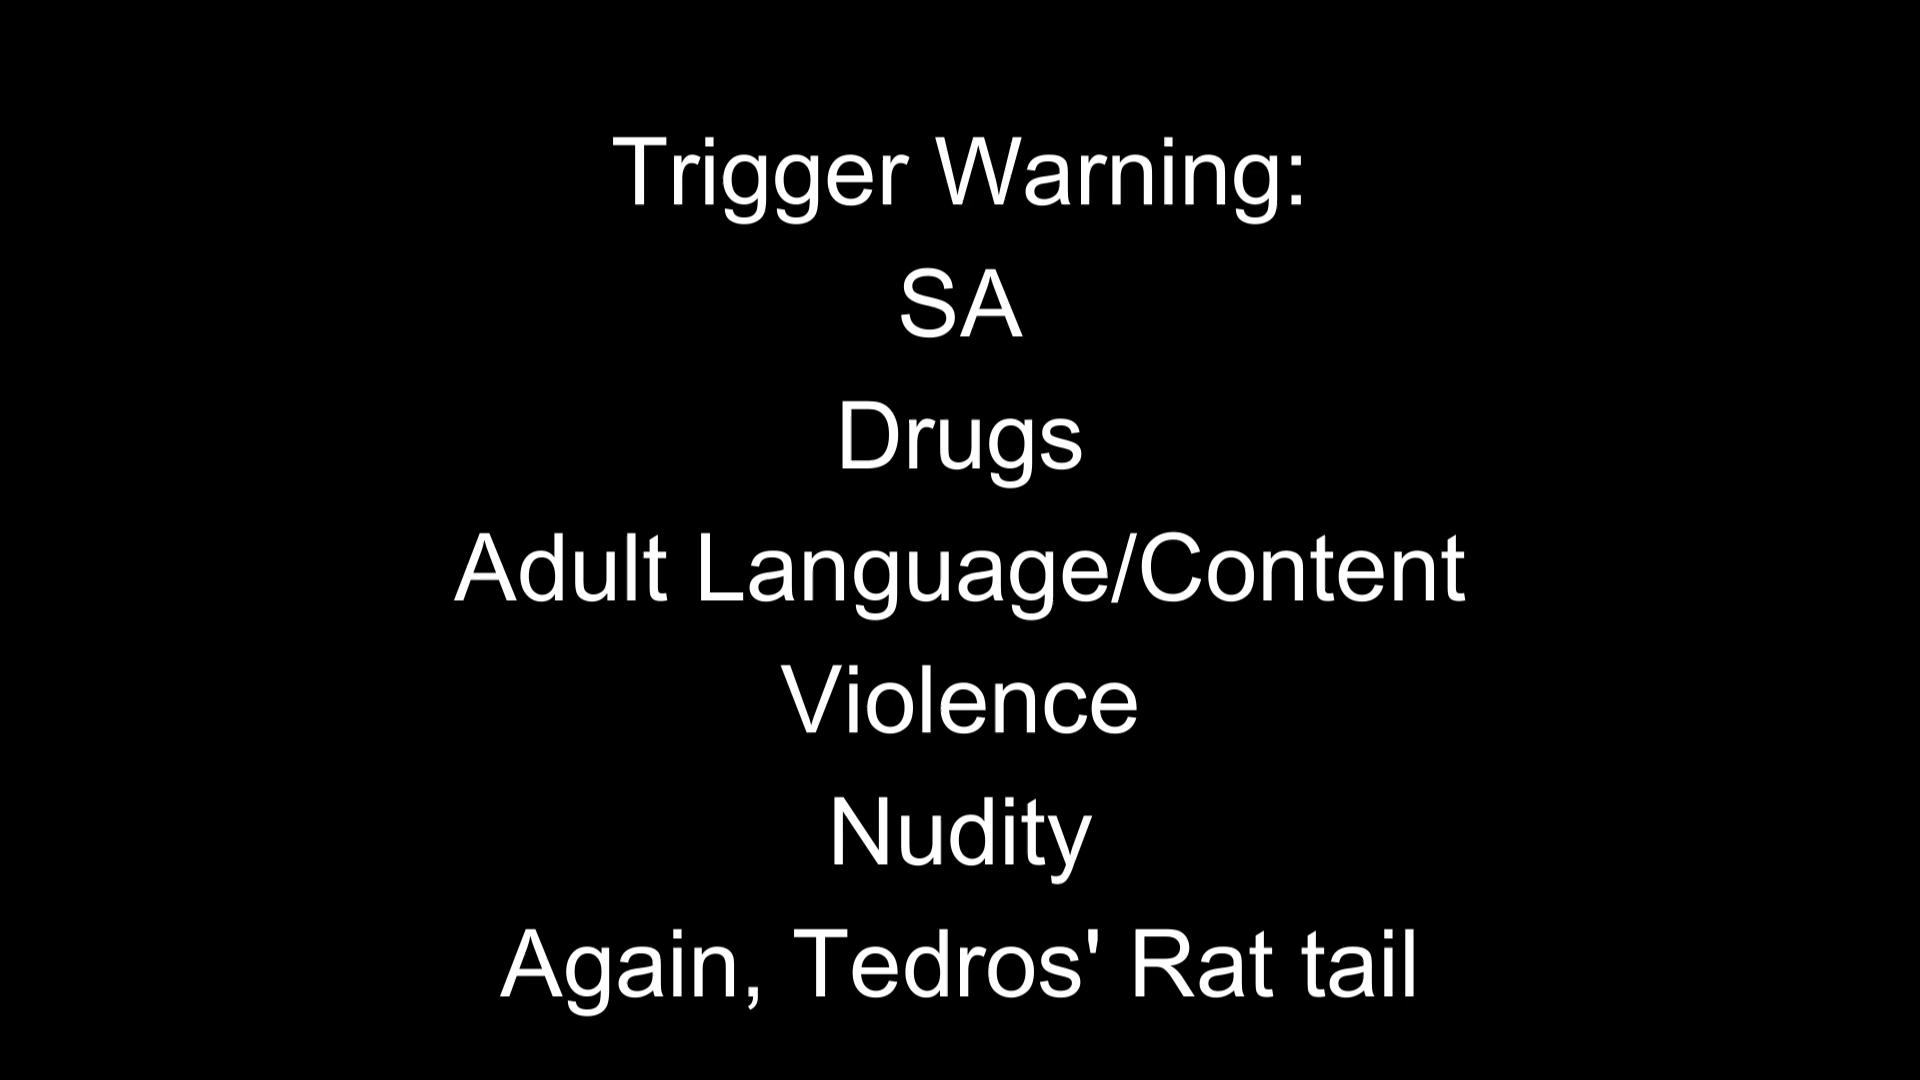 Trigger Warning:
SA
Drugs
Adult Language/Content
Violence
Nudity
Again, Tedros' Rat tail